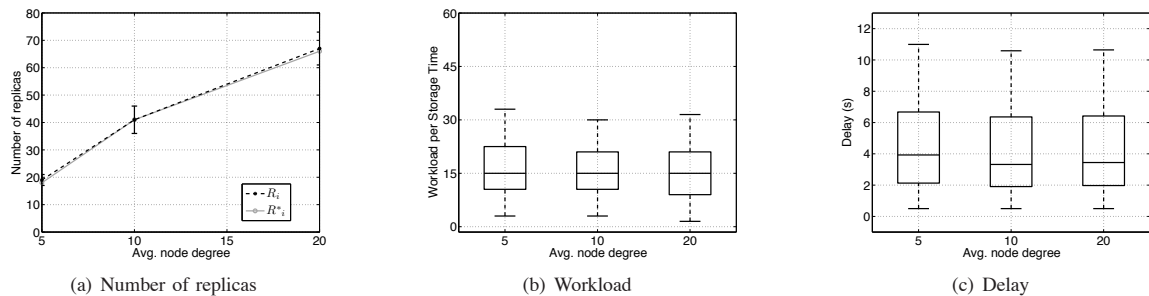 80
70
60
50
40
30
20
10
0
Number of replicas
5
10
15
20
Avg. node degree
R_i
R*_i
(a) Number of replicas
60
45
30
15
0
Workload per Storage Time
5
10
20
Avg. node degree
(b) Workload
12
10
8
6
4
2
0
Delay (s)
5
10
20
Avg. node degree
(c) Delay